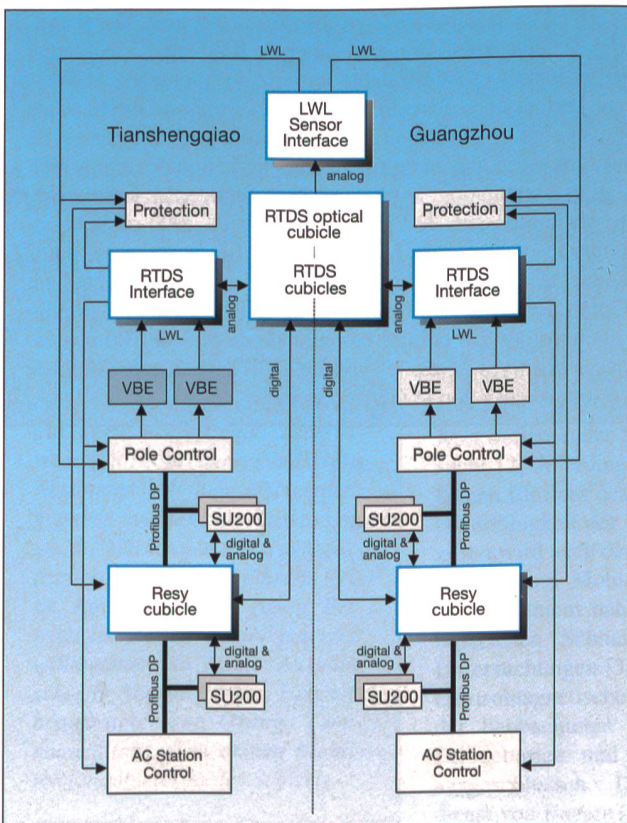 LWL
LWL
LWL
Sensor
Interface
Tianshengqiao
Guangzhou
analog
Protection
Protection
RTDS optical
cubicle
RTDS
cubicles
RTDS
Interface
RTDS
Interface
analog
analog
LWL
LWL
digital
digital
VBE
VBE
VBE
VBE
Pole Control
Pole Control
Profibus DP
Profibus DP
SU200
SU200
digital &
analog
digital &
analog
Resy
cubicle
Resy
cubicle
digital &
analog
digital &
analog
Profibus DP
Profibus DP
SU200
SU200
AC Station
Control
AC Station
Control